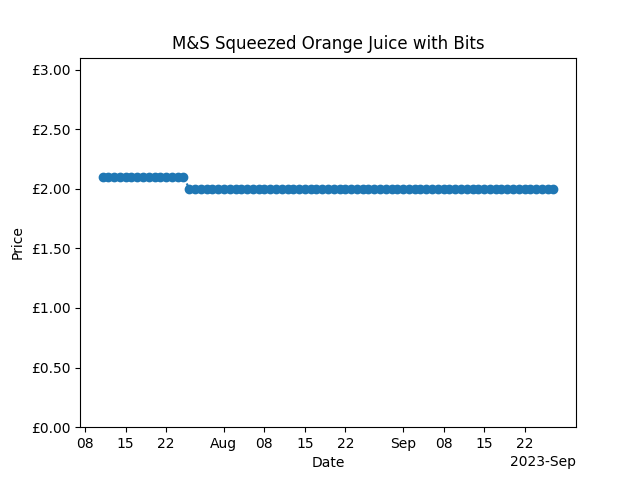 M&S Squeezed Orange Juice with Bits
£3.00
£2.50
£2.00
£1.50
£1.00
£0.50
£0.00
Price
08 15 22 Aug 08 15 22 Sep 08 15 22
Date
2023-Sep